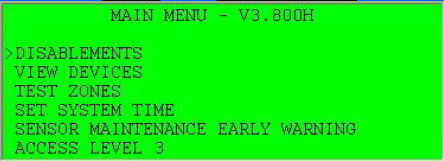 MAIN MENU - V3.800H
>DISABLEMENTS
VIEW DEVICES
TEST ZONES
SET SYSTEM TIME
SENSOR MAINTENANCE EARLY WARNING
ACCESS LEVEL 3